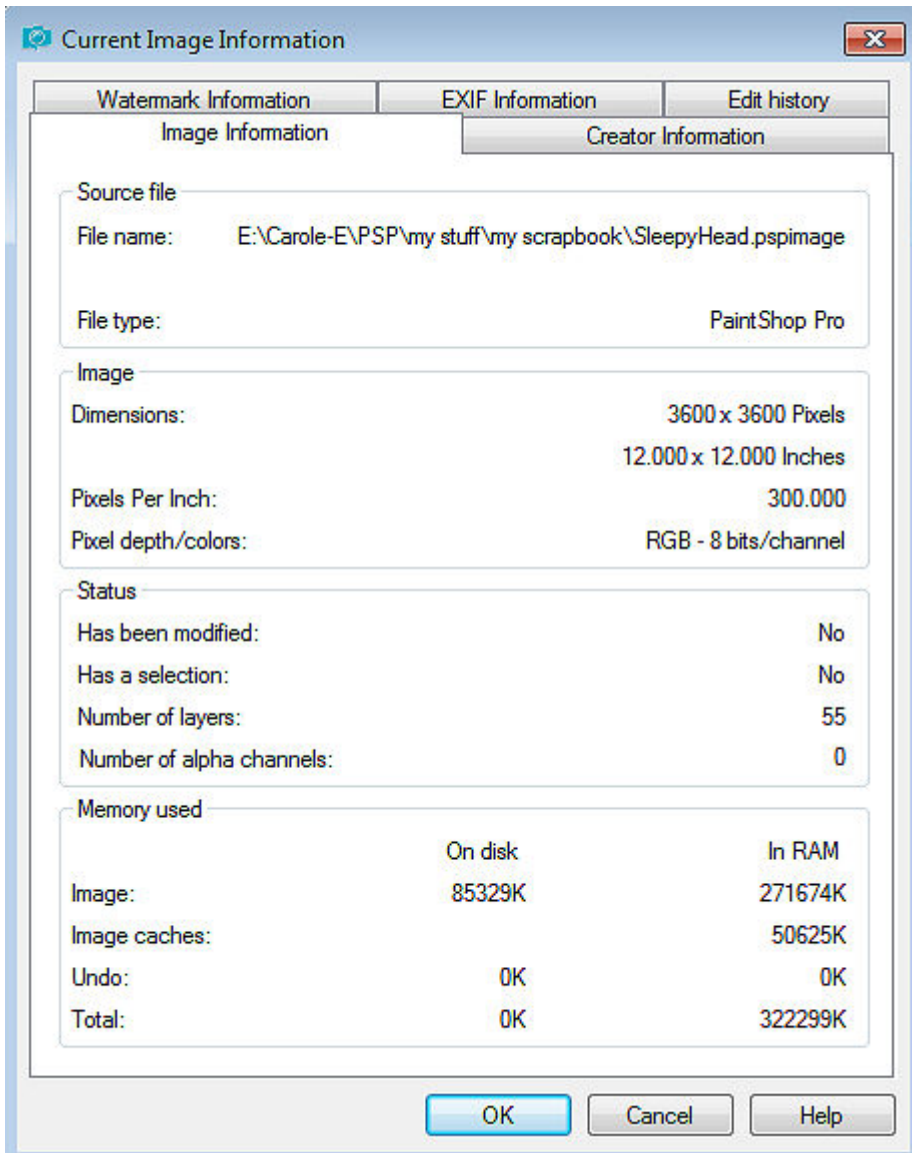 Current Image Information
Watermark Information EXIF Information Edit history
Image Information Creator Information
Source file
File name: E:\Carole-E\PSP\my stuff\my scrapbook\SleepyHead.pspimage
File type: PaintShop Pro
Image
Dimensions: 3600 x 3600 Pixels
12.000 x 12.000 Inches
Pixels Per Inch: 300.000
Pixel depth/colors: RGB - 8 bits/channel
Status
Has been modified: No
Has a selection: No
Number of layers: 55
Number of alpha channels: 0
Memory used
On disk In RAM
Image: 85329K 271674K
Image caches: 50625K
Undo: 0K 0K
Total: 0K 322299K
OK Cancel Help